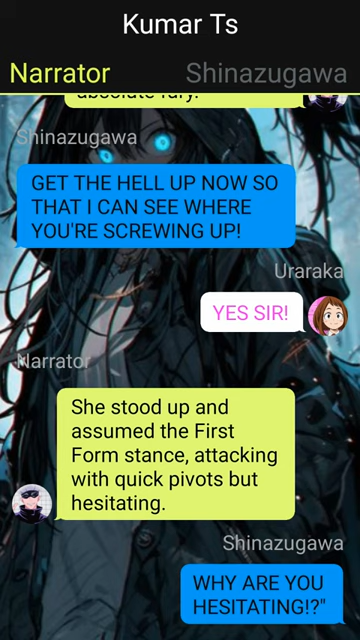 Kumar Ts
Narrator
Shinazugawa
absolute fury.
Shinazugawa
GET THE HELL UP NOW SO
THAT I CAN SEE WHERE
YOU'RE SCREWING UP!
Uraraka
YES SIR!
Narrator
She stood up and
assumed the First
Form stance, attacking
with quick pivots but
hesitating.
Shinazugawa
WHY ARE YOU
HESITATING!?"